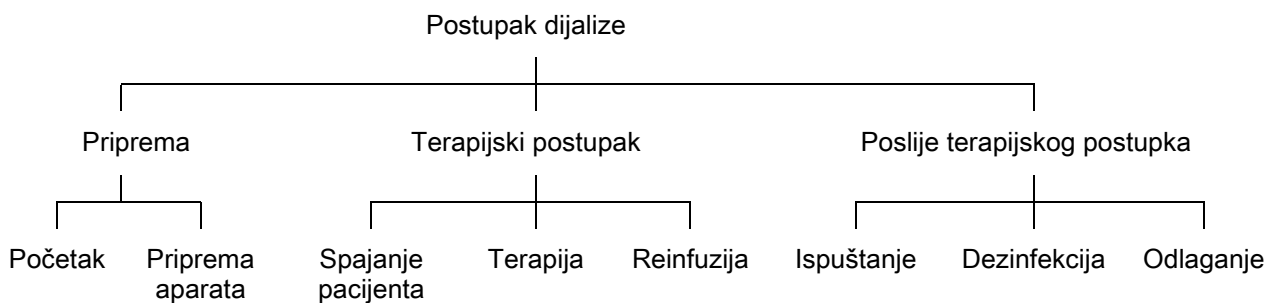 Postupak dijalize
Priprema
Terapijski postupak
Poslije terapijskog postupka
Početak
Priprema
aparata
Spajanje
pacijenta
Terapija
Reinfuzija
Ispuštanje
Dezinfekcija
Odlaganje